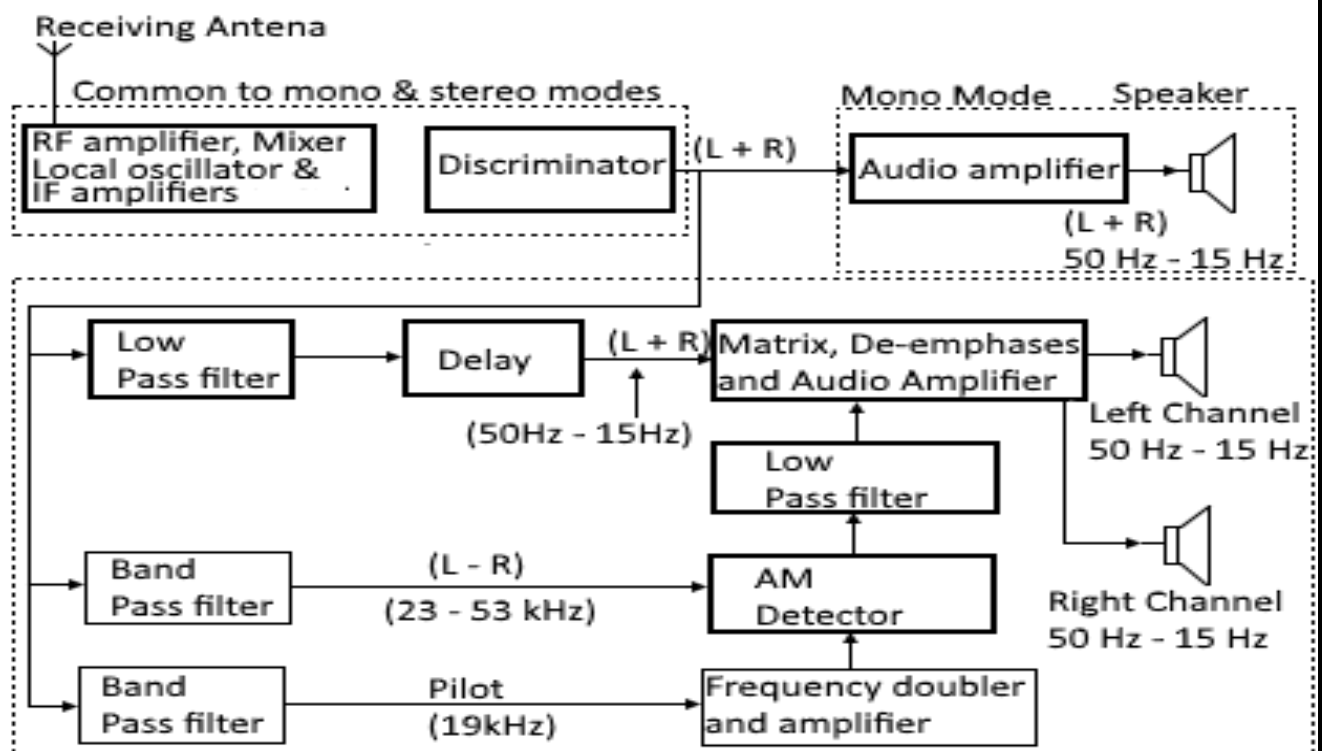 Receiving Antena
Common to mono & stereo modes
Mono Mode
Speaker
RF amplifier, Mixer
Local oscillator &
IF amplifiers
Discriminator
(L + R)
Audio amplifier
(L + R)
50 Hz - 15 Hz
Low
Pass filter
Delay
(L + R)
(50Hz - 15Hz)
Matrix, De-emphases
and Audio Amplifier
Left Channel
50 Hz - 15 Hz
Low
Pass filter
Band
Pass filter
(L - R)
(23 - 53 kHz)
AM
Detector
Right Channel
50 Hz - 15 Hz
Band
Pass filter
Pilot
(19kHz)
Frequency doubler
and amplifier